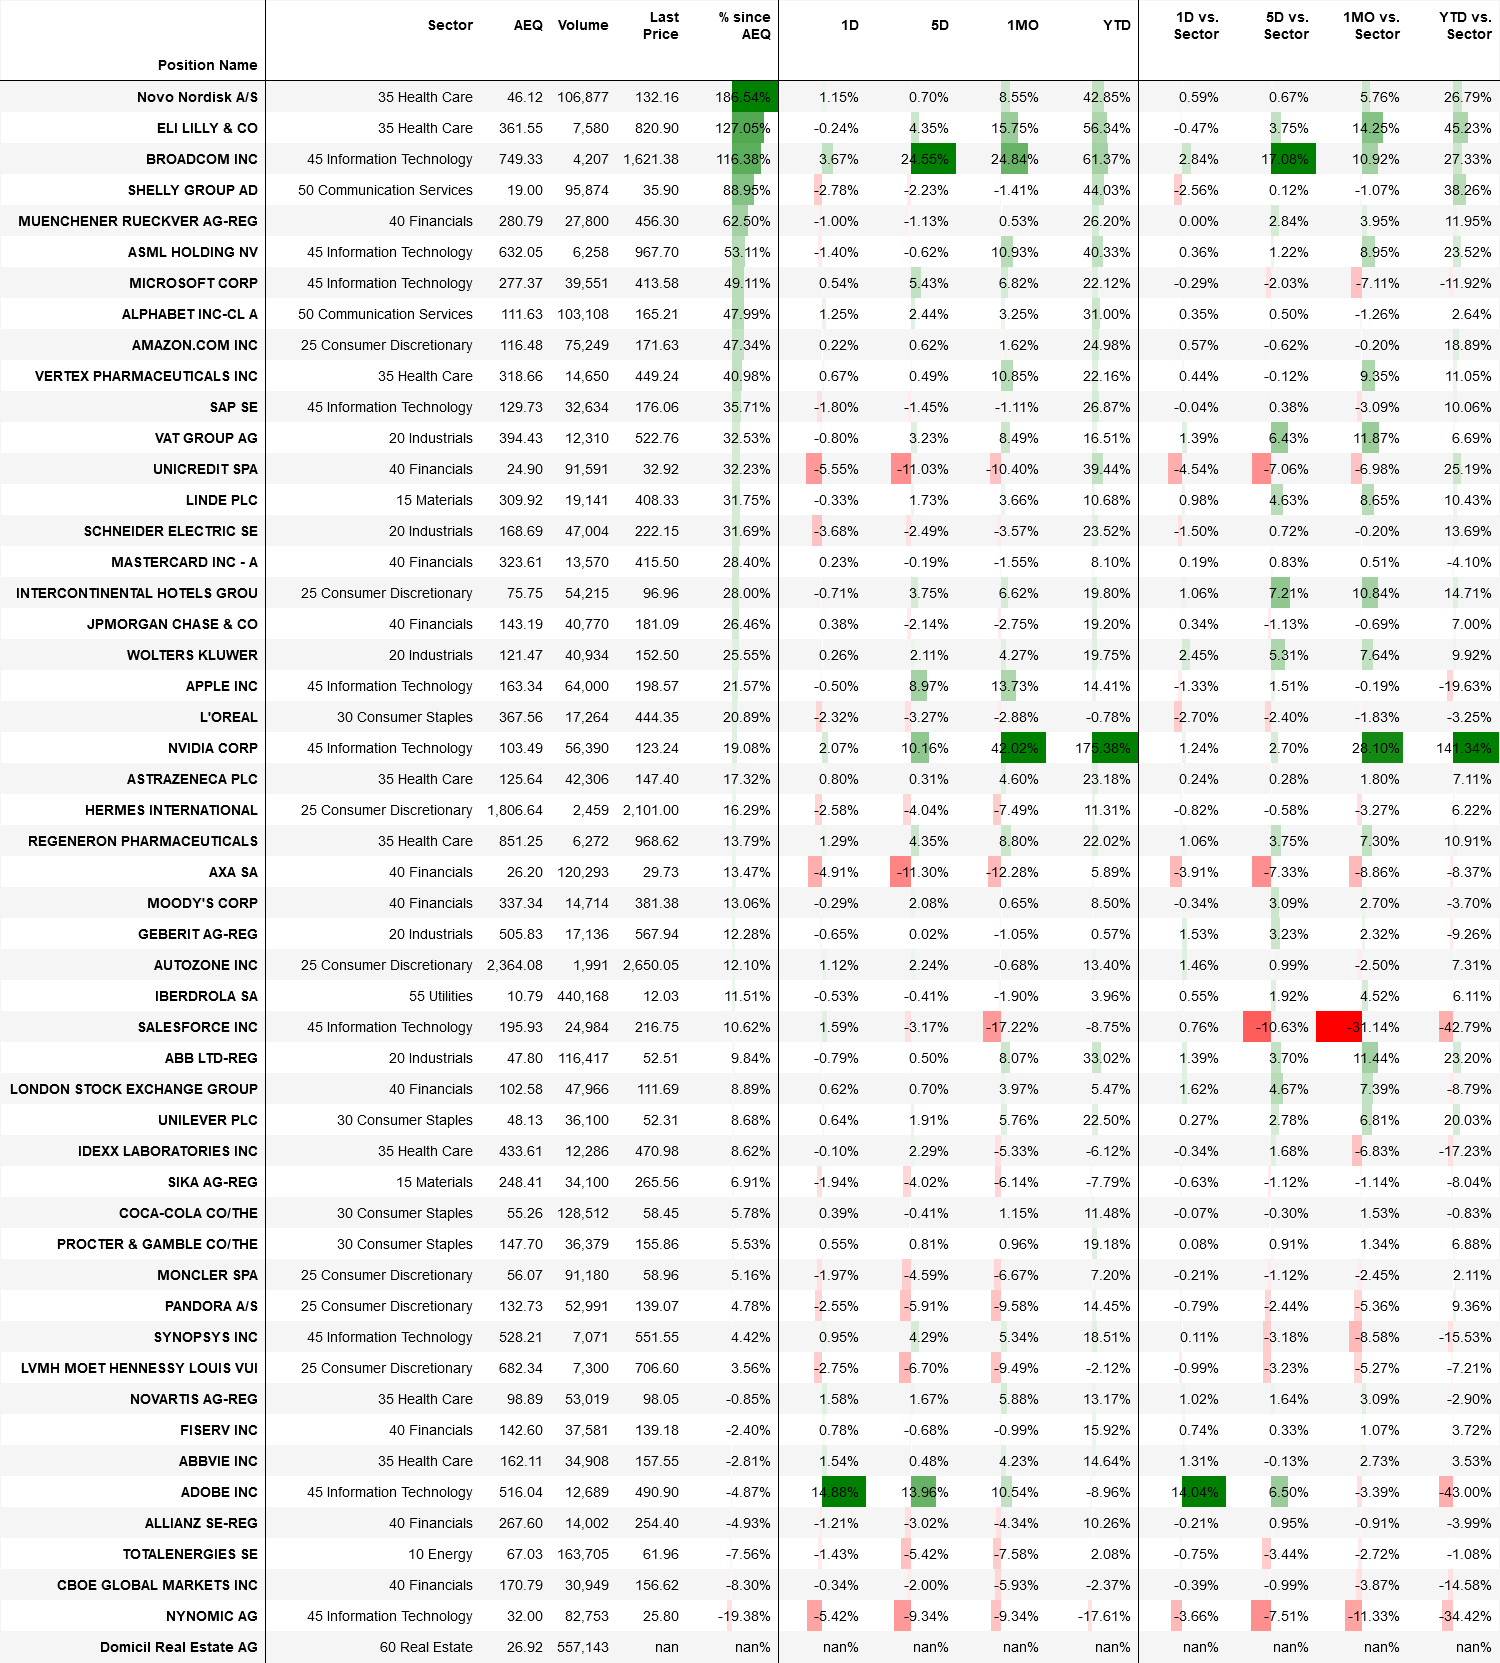 Position Name Sector AEQ Volume Last Price % since AEQ 1D 5D 1MO YTD 1D vs. Sector 5D vs. Sector 1MO vs. Sector YTD vs. Sector
Novo Nordisk A/S 35 Health Care 46.12 106,877 132.16 186.54% 1.15% 0.70% 8.55% 42.85% 0.59% 0.67% 5.76% 26.79%
ELI LILLY & CO 35 Health Care 361.55 7,580 820.90 127.05% -0.24% 4.35% 15.75% 56.34% -0.47% 3.75% 14.25% 45.23%
BROADCOM INC 45 Information Technology 749.33 4,207 1,621.38 116.38% 3.67% 24.55% 24.84% 61.37% 2.84% 17.08% 10.92% 27.33%
SHELLY GROUP AD 50 Communication Services 19.00 95,874 35.90 88.95% -2.78% -2.23% -1.41% 44.03% -2.56% 0.12% -1.07% 38.26%
MUENCHENER RUECKVER AG-REG 40 Financials 280.79 27,800 456.30 62.50% -1.00% -1.13% 0.53% 26.20% 0.00% 2.84% 3.95% 11.95%
ASML HOLDING NV 45 Information Technology 632.05 6,258 967.70 53.11% -1.40% -0.62% 10.93% 40.33% 0.36% 1.22% 8.95% 23.52%
MICROSOFT CORP 45 Information Technology 277.37 39,551 413.58 49.11% 0.54% 5.43% 6.82% 22.12% -0.29% -2.03% -7.11% -11.92%
ALPHABET INC-CL A 50 Communication Services 111.63 103,108 165.21 47.99% 1.25% 2.44% 3.25% 31.00% 0.35% 0.50% -1.26% 2.64%
AMAZON.COM INC 25 Consumer Discretionary 116.48 75,249 171.63 47.34% 0.22% 0.62% 1.62% 24.98% 0.57% -0.62% -0.20% 18.89%
VERTEX PHARMACEUTICALS INC 35 Health Care 318.66 14,650 449.24 40.98% 0.67% 0.49% 10.85% 22.16% 0.44% -0.12% 9.35% 11.05%
SAP SE 45 Information Technology 129.73 32,634 176.06 35.71% -1.80% -1.45% -1.11% 26.87% -0.04% 0.38% -3.09% 10.06%
VAT GROUP AG 20 Industrials 394.43 12,310 522.76 32.53% -0.80% 3.23% 8.49% 16.51% 1.39% 6.43% 11.87% 6.69%
UNICREDIT SPA 40 Financials 24.90 91,591 32.92 32.23% -5.55% -11.03% -10.40% 39.44% -4.54% -7.06% -6.98% 25.19%
LINDE PLC 15 Materials 309.92 19,141 408.33 31.75% -0.33% 1.73% 3.66% 10.68% 0.98% 4.63% 8.65% 10.43%
SCHNEIDER ELECTRIC SE 20 Industrials 168.69 47,004 222.15 31.69% -3.68% -2.49% -3.57% 23.52% -1.50% 0.72% -0.20% 13.69%
MASTERCARD INC - A 40 Financials 323.61 13,570 415.50 28.40% 0.23% -0.19% -1.55% 8.10% 0.19% 0.83% 0.51% -4.10%
INTERCONTINENTAL HOTELS GROU 25 Consumer Discretionary 75.75 54,215 96.96 28.00% -0.71% 3.75% 6.62% 19.80% 1.06% 7.21% 10.84% 14.71%
JPMORGAN CHASE & CO 40 Financials 143.19 40,770 181.09 26.46% 0.38% -2.14% -2.75% 19.20% 0.34% -1.13% -0.69% 7.00%
WOLTERS KLUWER 20 Industrials 121.47 40,934 152.50 25.55% 0.26% 2.11% 4.27% 19.75% 2.45% 5.31% 7.64% 9.92%
APPLE INC 45 Information Technology 163.34 64,000 198.57 21.57% -0.50% 8.97% 13.73% 14.41% -1.33% 1.51% -0.19% -19.63%
L'OREAL 30 Consumer Staples 367.56 17,264 444.35 20.89% -2.32% -3.27% -2.88% -0.78% -2.70% -2.40% -1.83% -3.25%
NVIDIA CORP 45 Information Technology 103.49 56,390 123.24 19.08% 2.07% 10.16% 42.02% 175.38% 1.24% 2.70% 28.10% 141.34%
ASTRAZENECA PLC 35 Health Care 125.64 42,306 147.40 17.32% 0.80% 0.31% 4.60% 23.18% 0.24% 0.28% 1.80% 7.11%
HERMES INTERNATIONAL 25 Consumer Discretionary 1,806.64 2,459 2,101.00 16.29% -2.58% -4.04% -7.49% 11.31% -0.82% -0.58% -3.27% 6.22%
REGENERON PHARMACEUTICALS 35 Health Care 851.25 6,272 968.62 13.79% 1.29% 4.35% 8.80% 22.02% 1.06% 3.75% 7.30% 10.91%
AXA SA 40 Financials 26.20 120,293 29.73 13.47% -4.91% -11.30% -12.28% 5.89% -3.91% -7.33% -8.86% -8.37%
MOODY'S CORP 40 Financials 337.34 14,714 381.38 13.06% -0.29% 2.08% 0.65% 8.50% -0.34% 3.09% 2.70% -3.70%
GEBERIT AG-REG 20 Industrials 505.83 17,136 567.94 12.28% -0.65% 0.02% -1.05% 0.57% 1.53% 3.23% 2.32% -9.26%
AUTOZONE INC 25 Consumer Discretionary 2,364.08 1,991 2,650.05 12.10% 1.12% 2.24% -0.68% 13.40% 1.46% 0.99% -2.50% 7.31%
IBERDROLA SA 55 Utilities 10.79 440,168 12.03 11.51% -0.53% -0.41% -1.90% 3.96% 0.55% 1.92% 4.52% 6.11%
SALESFORCE INC 45 Information Technology 195.93 24,984 216.75 10.62% 1.59% -3.17% -17.22% -8.75% 0.76% -10.63% -31.14% -42.79%
ABB LTD-REG 20 Industrials 47.80 116,417 52.51 9.84% -0.79% 0.50% 8.07% 33.02% 1.39% 3.70% 11.44% 23.20%
LONDON STOCK EXCHANGE GROUP 40 Financials 102.58 47,966 111.69 8.89% 0.62% 0.70% 3.97% 5.47% 1.62% 4.67% 7.39% -8.79%
UNILEVER PLC 30 Consumer Staples 48.13 36,100 52.31 8.68% 0.64% 1.91% 5.76% 22.50% 0.27% 2.78% 6.81% 20.03%
IDEXX LABORATORIES INC 35 Health Care 433.61 12,286 470.98 8.62% -0.10% 2.29% -5.33% -6.12% -0.34% 1.68% -6.83% -17.23%
SIKA AG-REG 15 Materials 248.41 34,100 265.56 6.91% -1.94% -4.02% -6.14% -7.79% -0.63% -1.12% -1.14% -8.04%
COCA-COLA CO/THE 30 Consumer Staples 55.26 128,512 58.45 5.78% 0.39% -0.41% 1.15% 11.48% -0.07% -0.30% 1.53% -0.83%
PROCTER & GAMBLE CO/THE 30 Consumer Staples 147.70 36,379 155.86 5.53% 0.55% 0.81% 0.96% 19.18% 0.08% 0.91% 1.34% 6.88%
MONCLER SPA 25 Consumer Discretionary 56.07 91,180 58.96 5.16% -1.97% -4.59% -6.67% 7.20% -0.21% -1.12% -2.45% 2.11%
PANDORA A/S 25 Consumer Discretionary 132.73 52,991 139.07 4.78% -2.55% -5.91% -9.58% 14.45% -0.79% -2.44% -5.36% 9.36%
SYNOPSYS INC 45 Information Technology 528.21 7,071 551.55 4.42% 0.95% 4.29% 5.34% 18.51% 0.11% -3.18% -8.58% -15.53%
LVMH MOET HENNESSY LOUIS VUI 25 Consumer Discretionary 682.34 7,300 706.60 3.56% -2.75% -6.70% -9.49% -2.12% -0.99% -3.23% -5.27% -7.21%
NOVARTIS AG-REG 35 Health Care 98.89 53,019 98.05 -0.85% 1.58% 1.67% 5.88% 13.17% 1.02% 1.64% 3.09% -2.90%
FISERV INC 40 Financials 142.60 37,581 139.18 -2.40% 0.78% -0.68% -0.99% 15.92% 0.74% 0.33% 1.07% 3.72%
ABBVIE INC 35 Health Care 162.11 34,908 157.55 -2.81% 1.54% 0.48% 4.23% 14.64% 1.31% -0.13% 2.73% 3.53%
ADOBE INC 45 Information Technology 516.04 12,689 490.90 -4.87% 14.88% 13.96% 10.54% -8.96% 14.04% 6.50% -3.39% -43.00%
ALLIANZ SE-REG 40 Financials 267.60 14,002 254.40 -4.93% -1.21% -3.02% -4.34% 10.26% -0.21% 0.95% -0.91% -3.99%
TOTALENERGIES SE 10 Energy 67.03 163,705 61.96 -7.56% -1.43% -5.42% -7.58% 2.08% -0.75% -3.44% -2.72% -1.08%
CBOE GLOBAL MARKETS INC 40 Financials 170.79 30,949 156.62 -8.30% -0.34% -2.00% -5.93% -2.37% -0.39% -0.99% -3.87% -14.58%
NYNOMIC AG 45 Information Technology 32.00 82,753 25.80 -19.38% -5.42% -9.34% -9.34% -17.61% -3.66% -7.51% -11.33% -34.42%
Domicil Real Estate AG 60 Real Estate 26.92 557,143 nan nan% nan% nan% nan% nan% nan% nan% nan% nan%